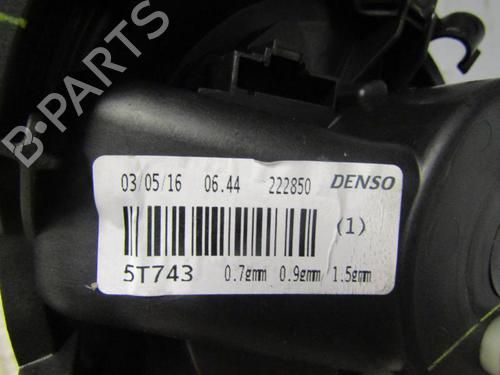 B-PARTS
03/05/16 06.44 222850 DENSO
(1)
5T743 0.7gmm 0.9gmm/1.5gmm